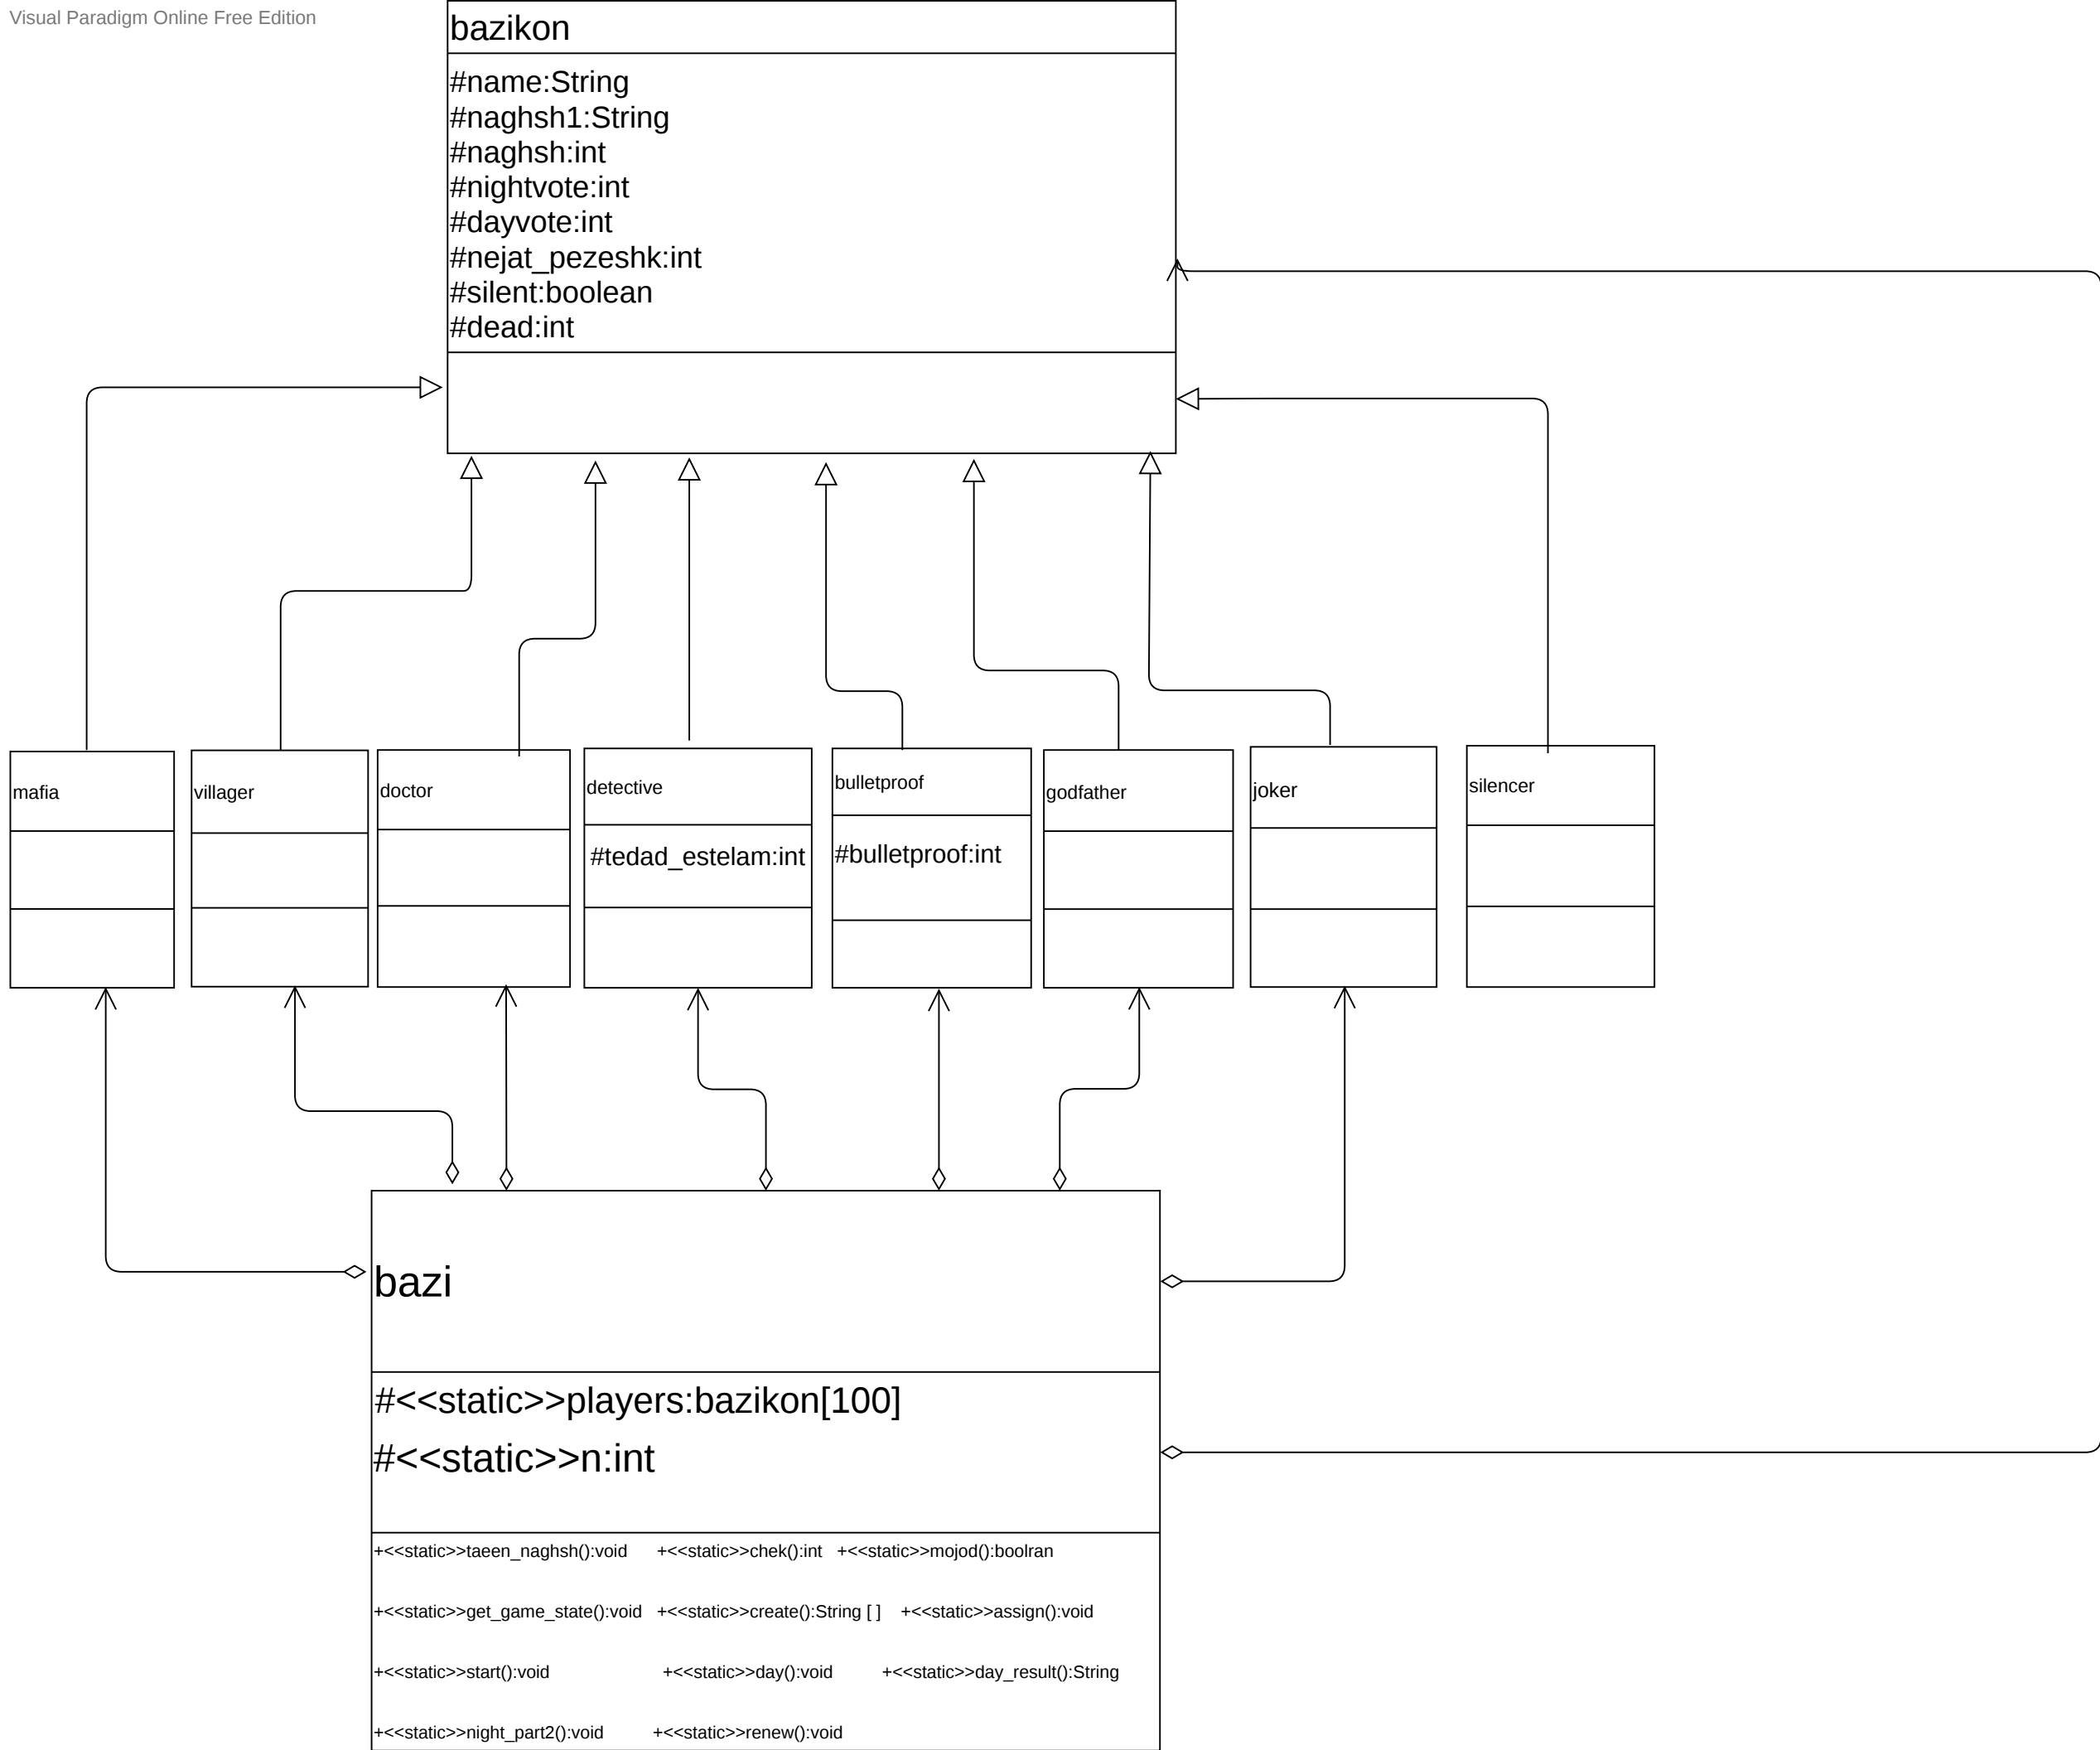 Visual Paradigm Online Free Edition
bazikon
#name:String
#naghsh1:String
#naghsh:int
#nightvote:int
#dayvote:int
#nejat_pezeshk:int
#silent:boolean
#dead:int
mafia
villager
doctor
detective
#tedad_estelam:int
bulletproof
#bulletproof:int
godfather
joker
silencer
bazi
#<<static>>players:bazikon[100]
#<<static>>n:int
+<<static>>taeen_naghsh():void +<<static>>chek():int +<<static>>mojod():boolran
+<<static>>get_game_state():void +<<static>>create():String [ ] +<<static>>assign():void
+<<static>>start():void +<<static>>day():void +<<static>>day_result():String
+<<static>>night_part2():void +<<static>>renew():void